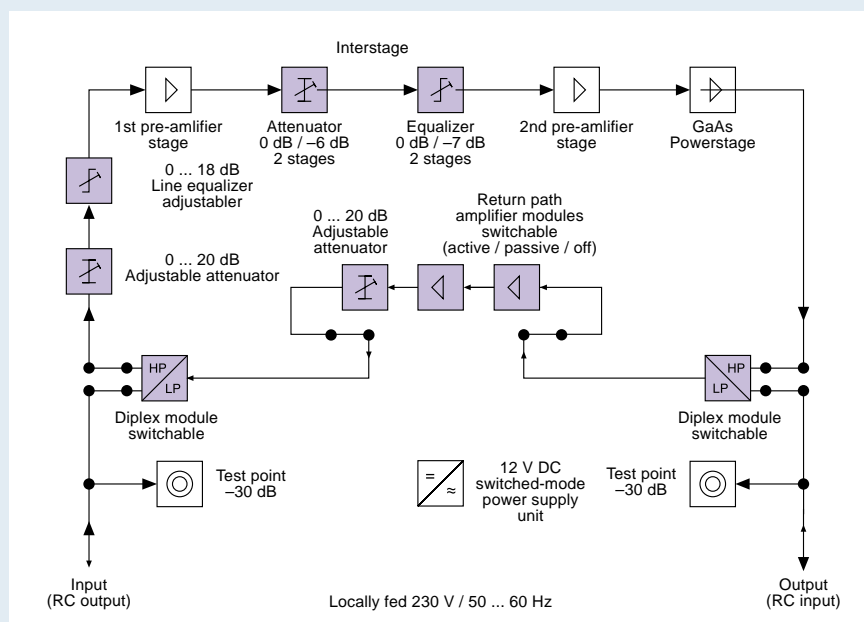 Interstage
1st pre-amlifier
stage
Attenuator
0 dB / –6 dB
2 stages
Equalizer
0 dB / –7 dB
2 stages
2nd pre-amlifier
stage
GaAs
Powerstage
0 ... 18 dB
Line equalizer
adjustabler
0 ... 20 dB
Adjustable attenuator
0 ... 20 dB
Adjustable
attenuator
Return path
amplifier modules
switchable
(active / passive / off)
HP
LP
Diplex module
switchable
HP
LP
Diplex module
switchable
Test point
–30 dB
=
≈
12 V DC
switched-mode
power supply
unit
Test point
–30 dB
Input
(RC output)
Locally fed 230 V / 50 ... 60 Hz
Output
(RC input)